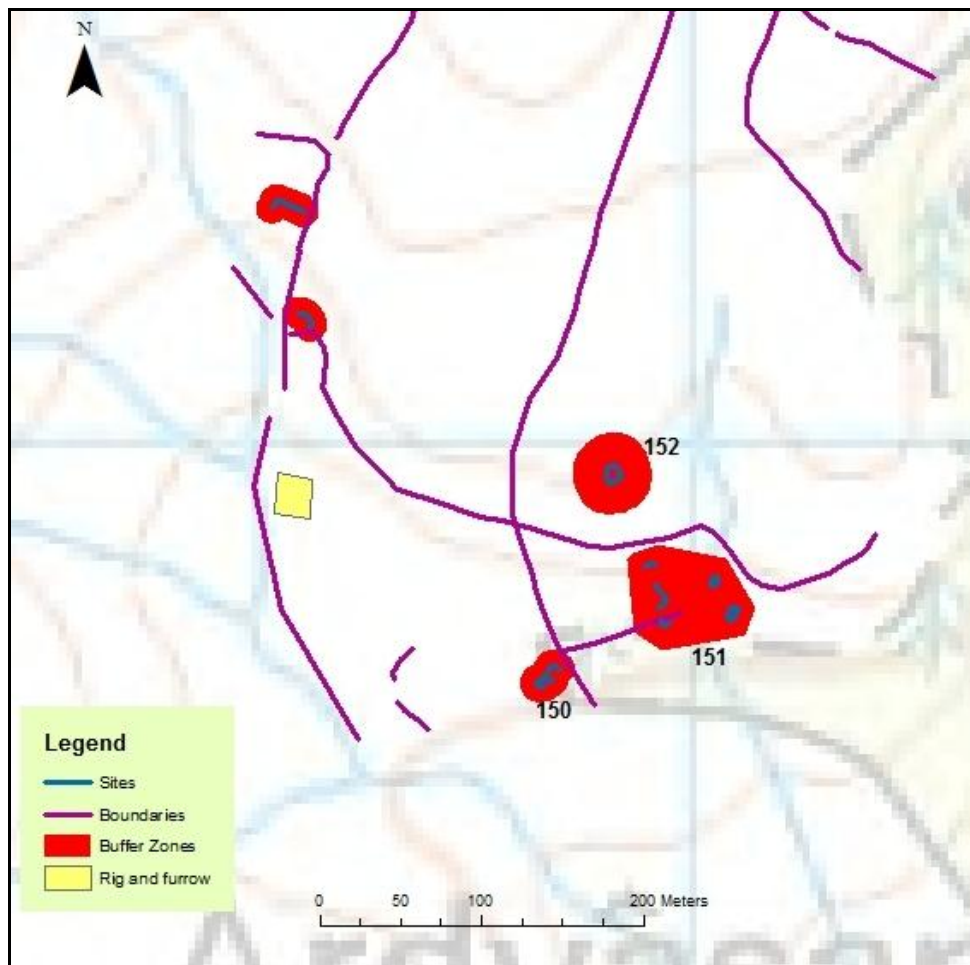 N
152
151
150
Legend
Sites
Boundaries
Buffer Zones
Rig and furrow
0 50 100 200 Meters